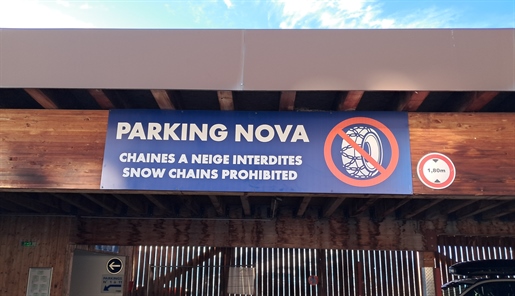 PARKING NOVA
CHAINES A NEIGE INTERDITES
SNOW CHAINS PROHIBITED
1,80m